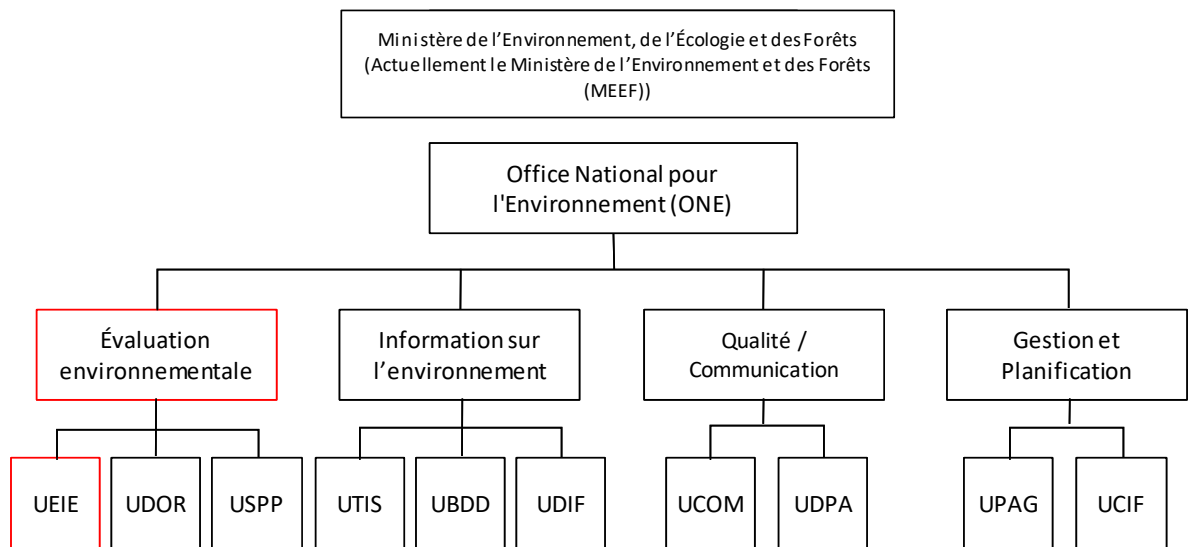 Ministère de l’Environnement, de l’Écologie et des Forêts
(Actuellement le Ministère de l’Environnement et des Forêts
(MEEF))
Office National pour
l'Environnement (ONE)
Évaluation
environnementale
Information sur
l’environnement
Qualité /
Communication
Gestion et
Planification
UEIE
UDOR
USPP
UTIS
UBDD
UDIF
UCOM
UDPA
UPAG
UCIF